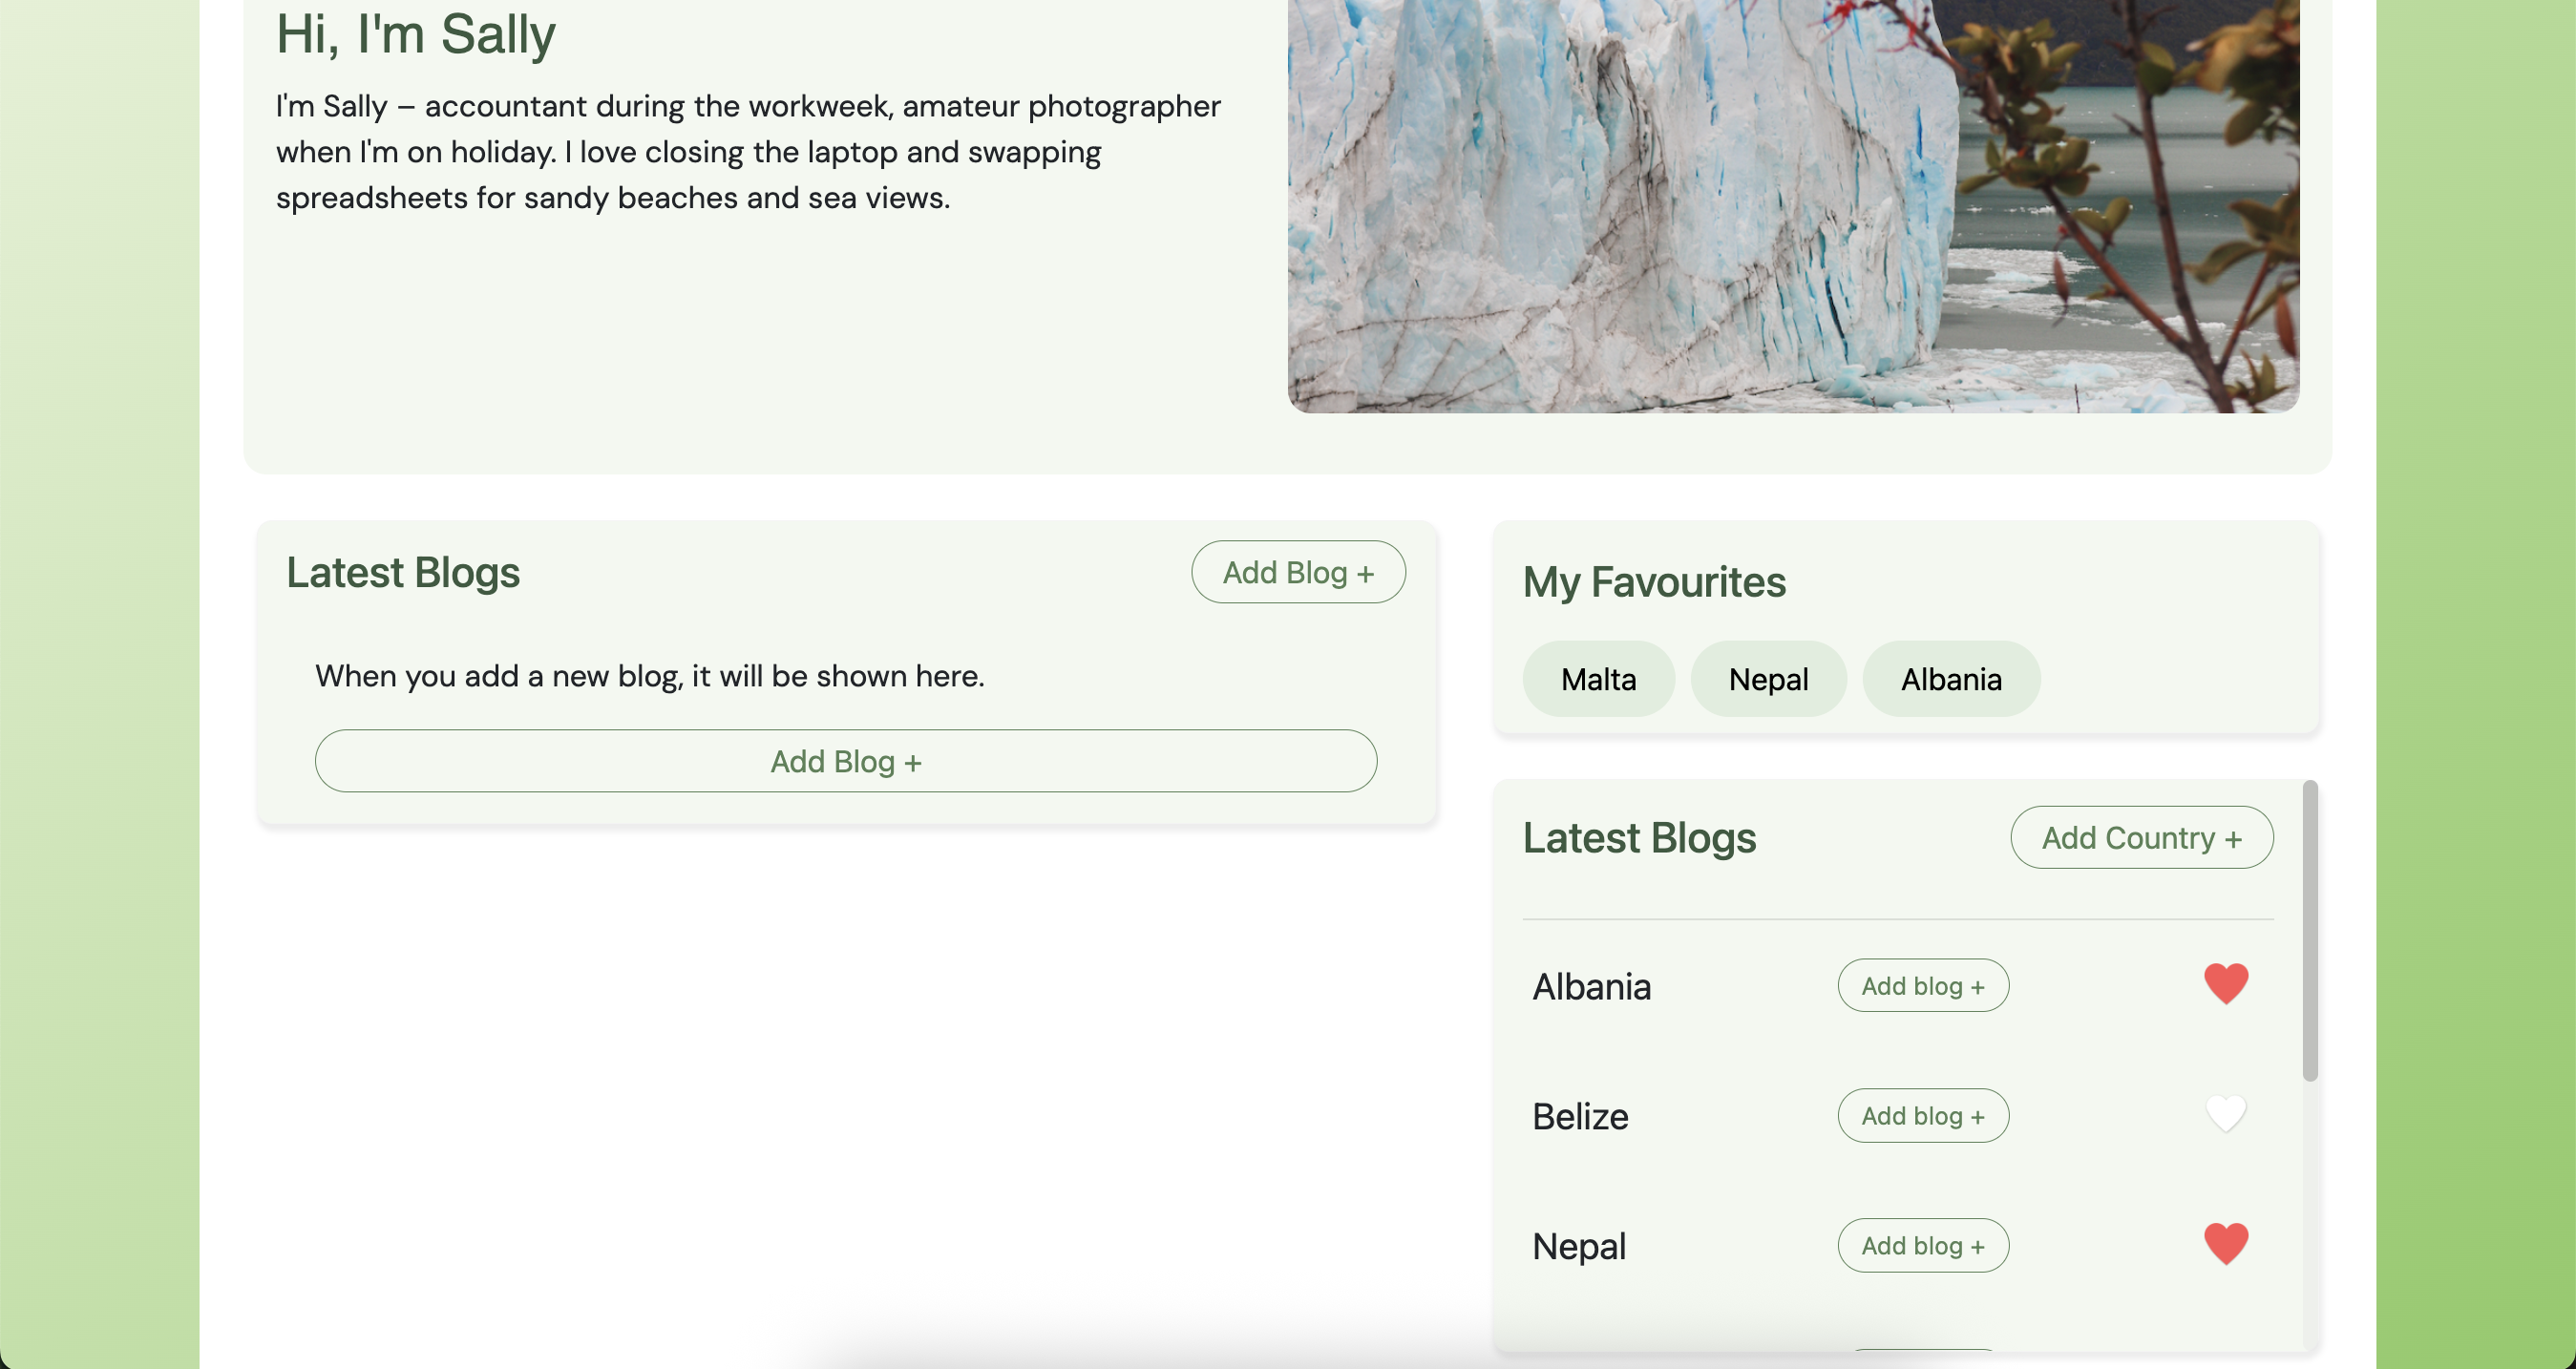 Hi, I'm Sally
I'm Sally – accountant during the workweek, amateur photographer
when I'm on holiday. I love closing the laptop and swapping
spreadsheets for sandy beaches and sea views.
Latest Blogs
Add Blog +
When you add a new blog, it will be shown here.
Add Blog +
My Favourites
Malta
Nepal
Albania
Latest Blogs
Add Country +
Albania
Add blog +
Belize
Add blog +
Nepal
Add blog +